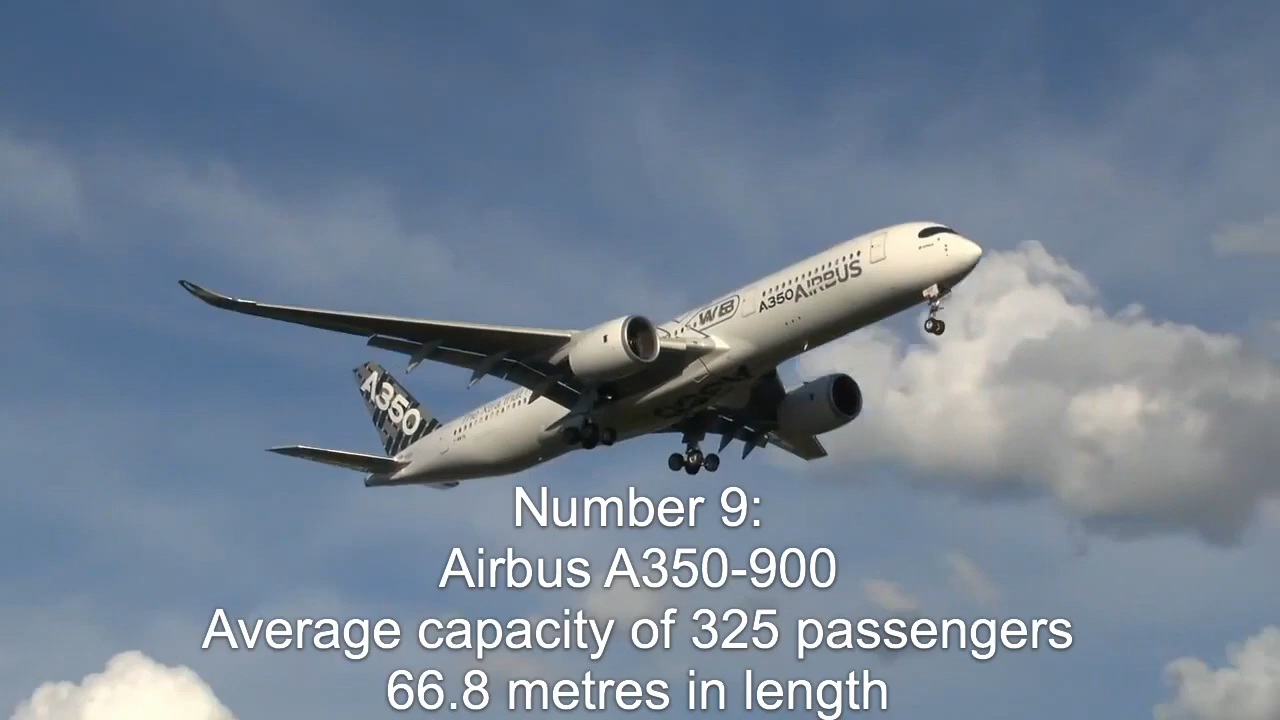 A350 AIRBUS
XWB
A350
Number 9:
Airbus A350-900
Average capacity of 325 passengers
66.8 metres in length